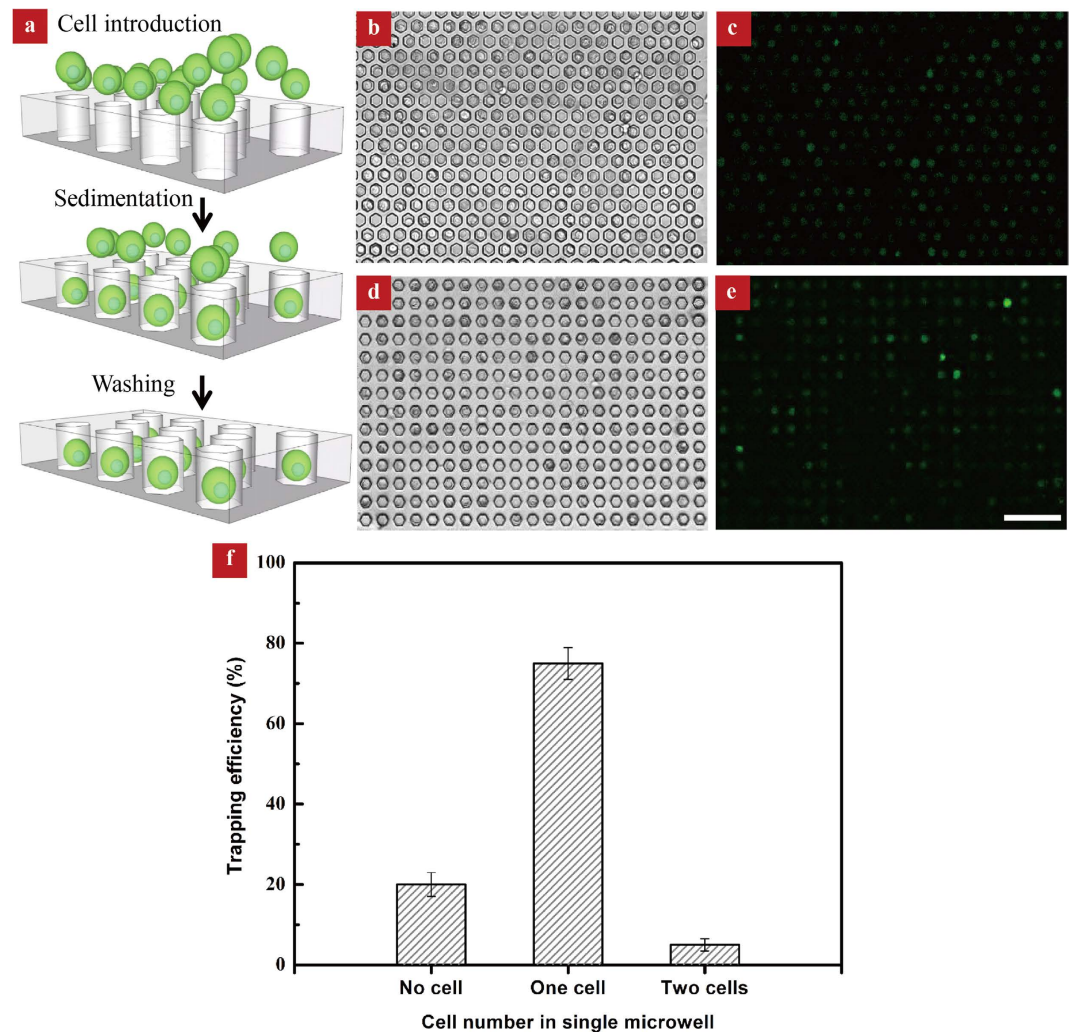 a
Cell introduction
Sedimentation
Washing
b
c
d
e
f
100
80
60
40
20
0
Trapping efficiency (%)
No cell
One cell
Two cells
Cell number in single microwell